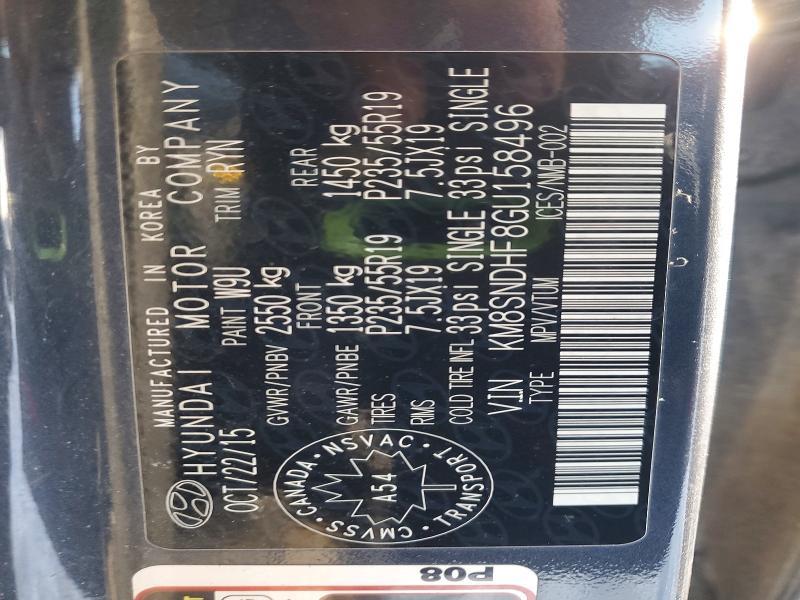 MANUFACTURED IN KOREA BY
HYUNDAI MOTOR COMPANY
OCT/22/15 PAINT W9U TRIM RYN
GVWR/PNBV 2550 kg
FRONT REAR
GAWR/PNBE 1350 kg 1450 kg
TIRES P235/55R19 P235/55R19
RIMS 7.5JX19 7.5JX19
COLD TIRE INFL 33psi SINGLE 33psi SINGLE
VIN KM8SNDHF8GU158496
TYPE MPV/VTUM ICES/NMB-002
CANADA · NSVAC · TRANSPORT · CMVSS ·
A54
P08